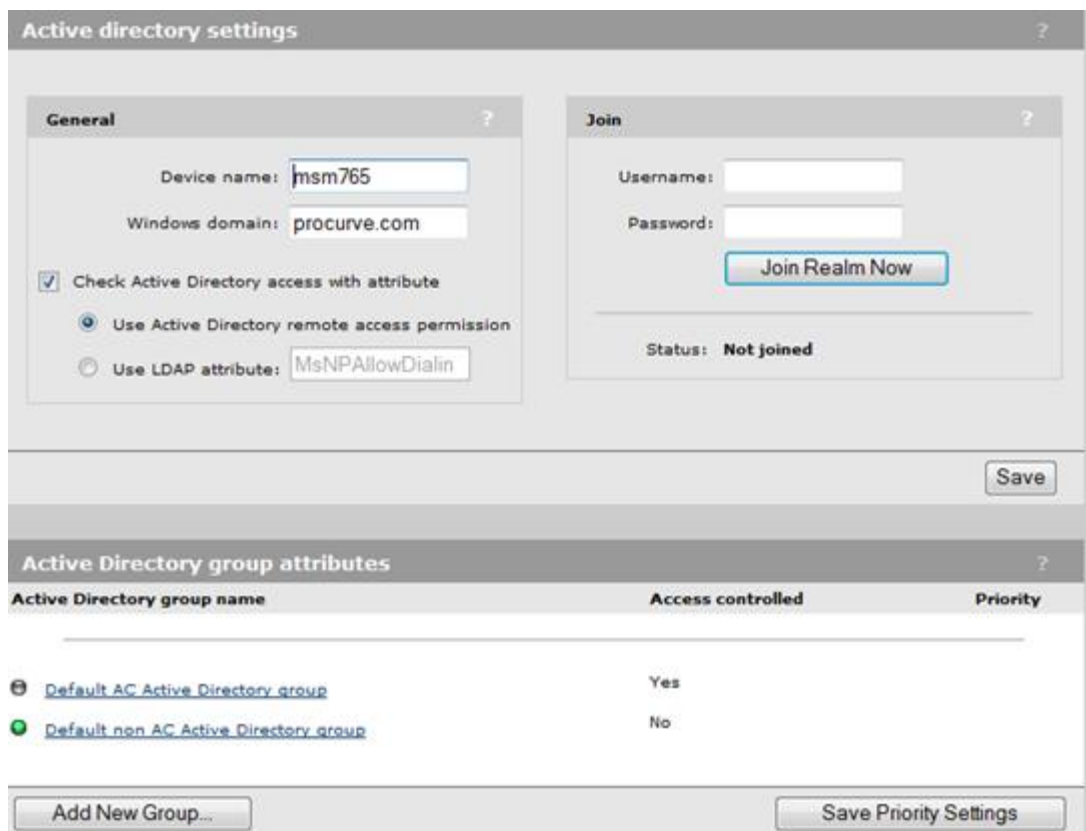 Active directory settings ?
General ?
Device name: msm765
Windows domain: procurve.com
Check Active Directory access with attribute
Use Active Directory remote access permission
Use LDAP attribute: MsNPAllowDialin
Join ?
Username:
Password:
Join Realm Now
Status: Not joined
Save
Active Directory group attributes ?
Active Directory group name Access controlled Priority
Default AC Active Directory group Yes
Default non AC Active Directory group No
Add New Group... Save Priority Settings